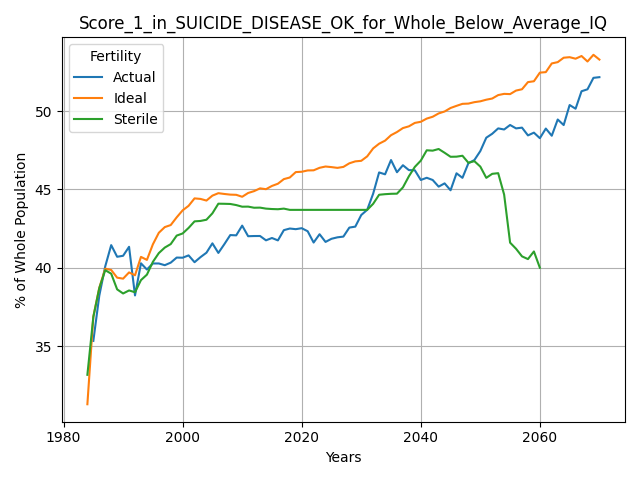 Score_1_in_SUICIDE_DISEASE_OK_for_Whole_Below_Average_IQ
Fertility
Actual
Ideal
Sterile
% of Whole Population
50
45
40
35
1980
2000
2020
2040
2060
Years